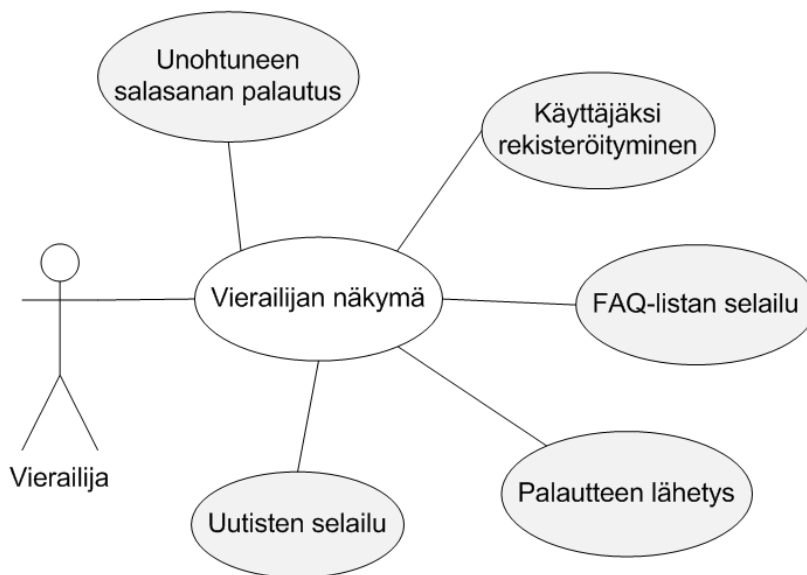 Unohtuneen
salasanan palautus
Käyttäjäksi
rekisteröityminen
Vierailijan näkymä
FAQ-listan selailu
Vierailija
Palautteen lähetys
Uutisten selailu